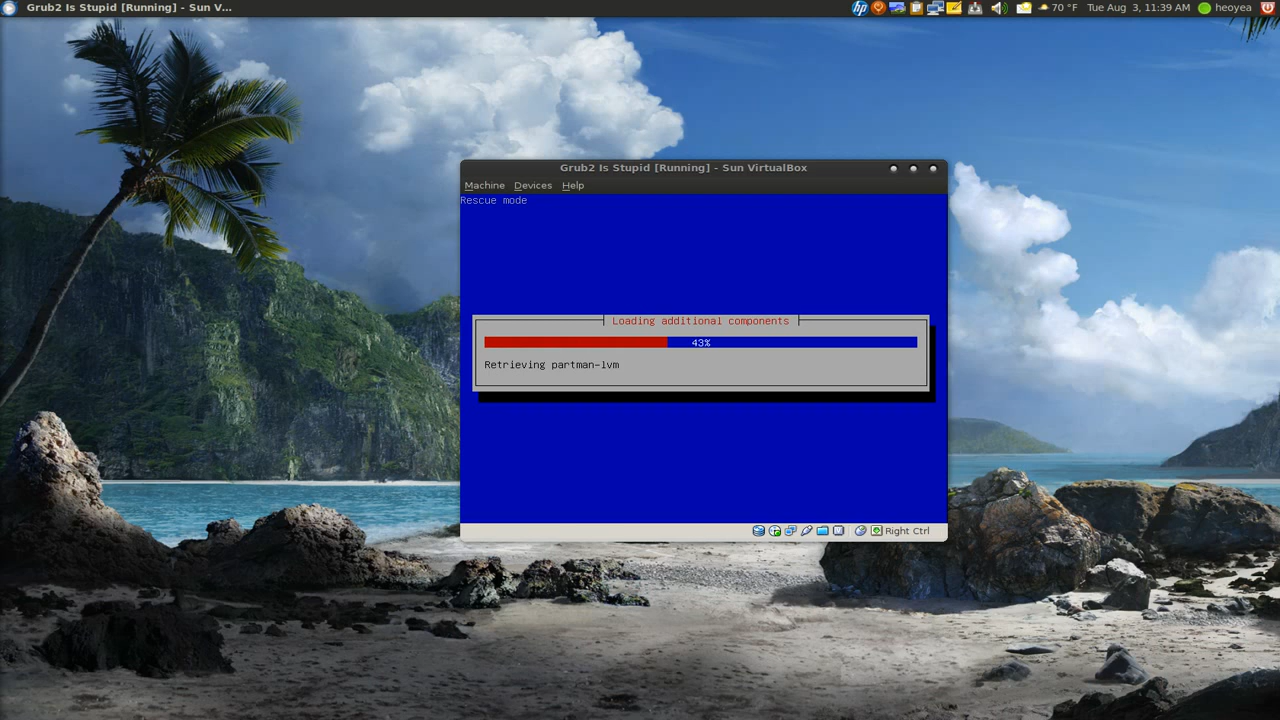 Grub2 Is Stupid [Running] - Sun V...
hp
70 °F
Tue Aug 3, 11:39 AM
heoyea
Grub2 Is Stupid [Running] - Sun VirtualBox
Machine Devices Help
Rescue mode
Loading additional components
43%
Retrieving partman-lvm
Right Ctrl